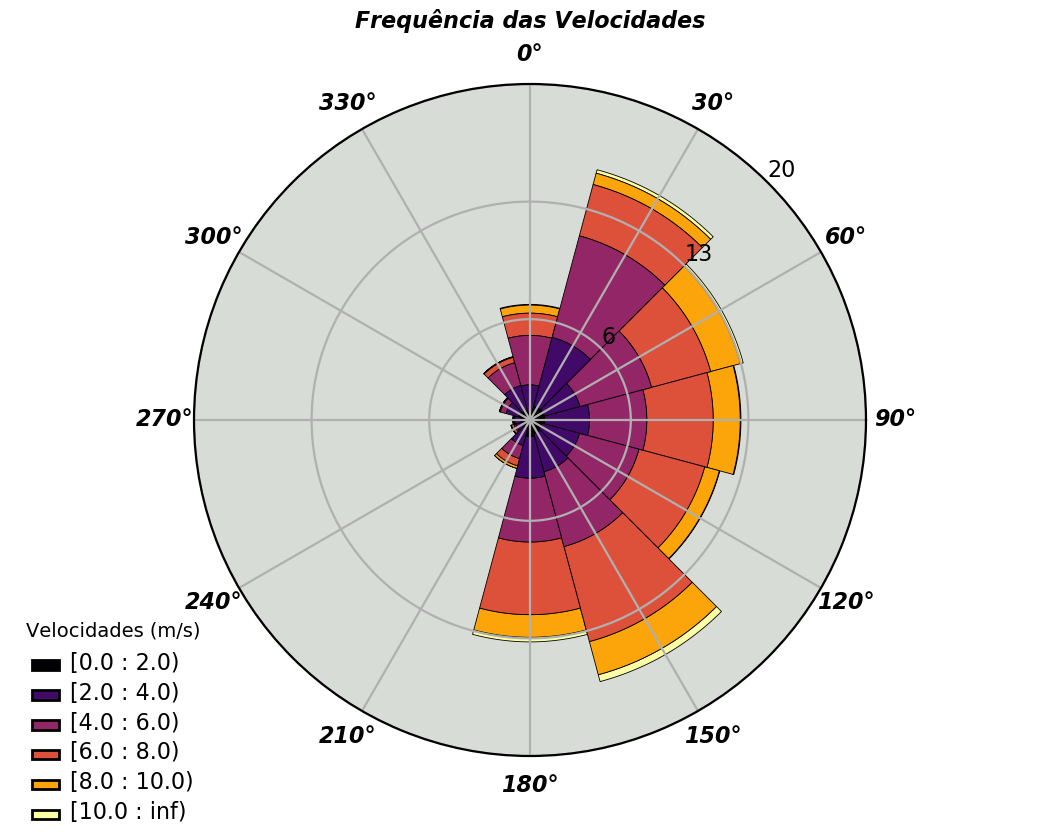 Frequência das Velocidades
0°
330°
30°
20
300°
60°
13
6
270°
90°
240°
120°
210°
150°
180°
Velocidades (m/s)
[0.0 : 2.0)
[2.0 : 4.0)
[4.0 : 6.0)
[6.0 : 8.0)
[8.0 : 10.0)
[10.0 : inf)